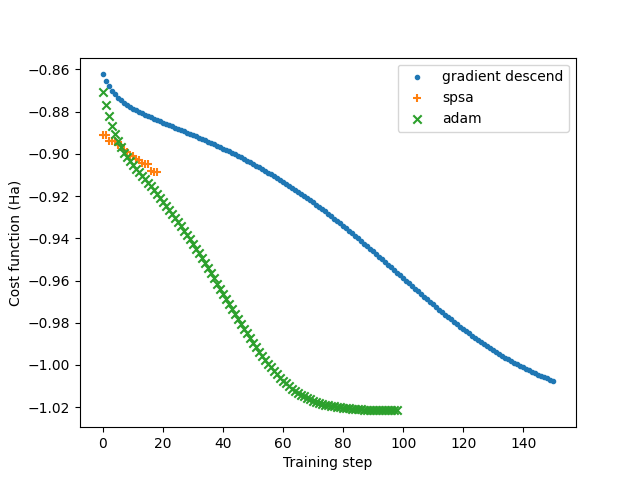 −0.86
−0.88
−0.90
−0.92
−0.94
−0.96
−0.98
−1.00
−1.02
Cost function (Ha)
gradient descend
spsa
adam
0 20 40 60 80 100 120 140
Training step